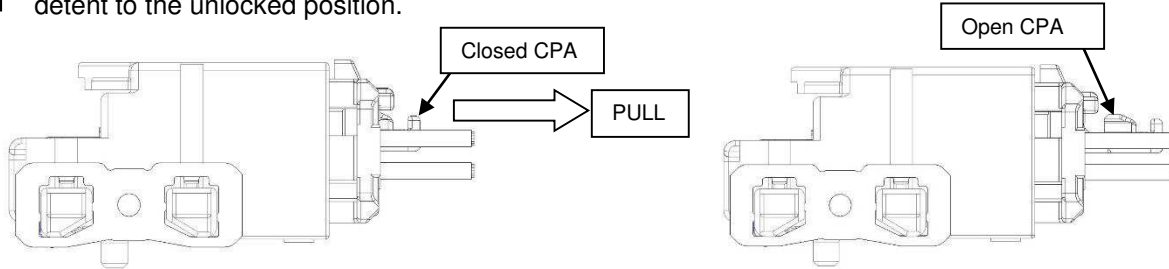 detent to the unlocked position.
Open CPA
Closed CPA
PULL